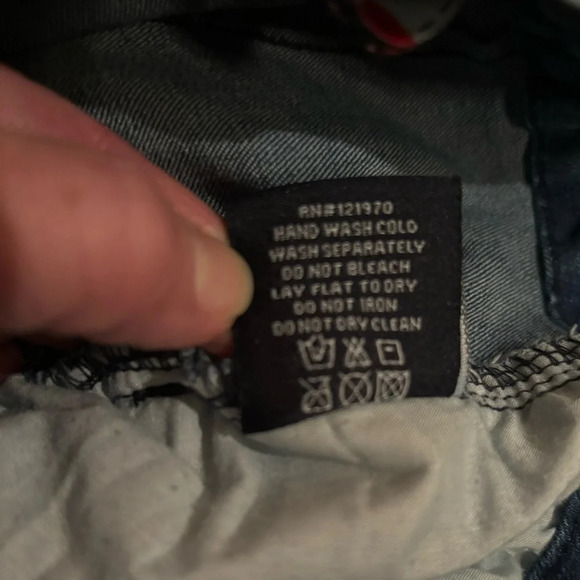 RN#121970
HAND WASH COLD
WASH SEPARATELY
DO NOT BLEACH
LAY FLAT TO DRY
DO NOT IRON
DO NOT DRY CLEAN